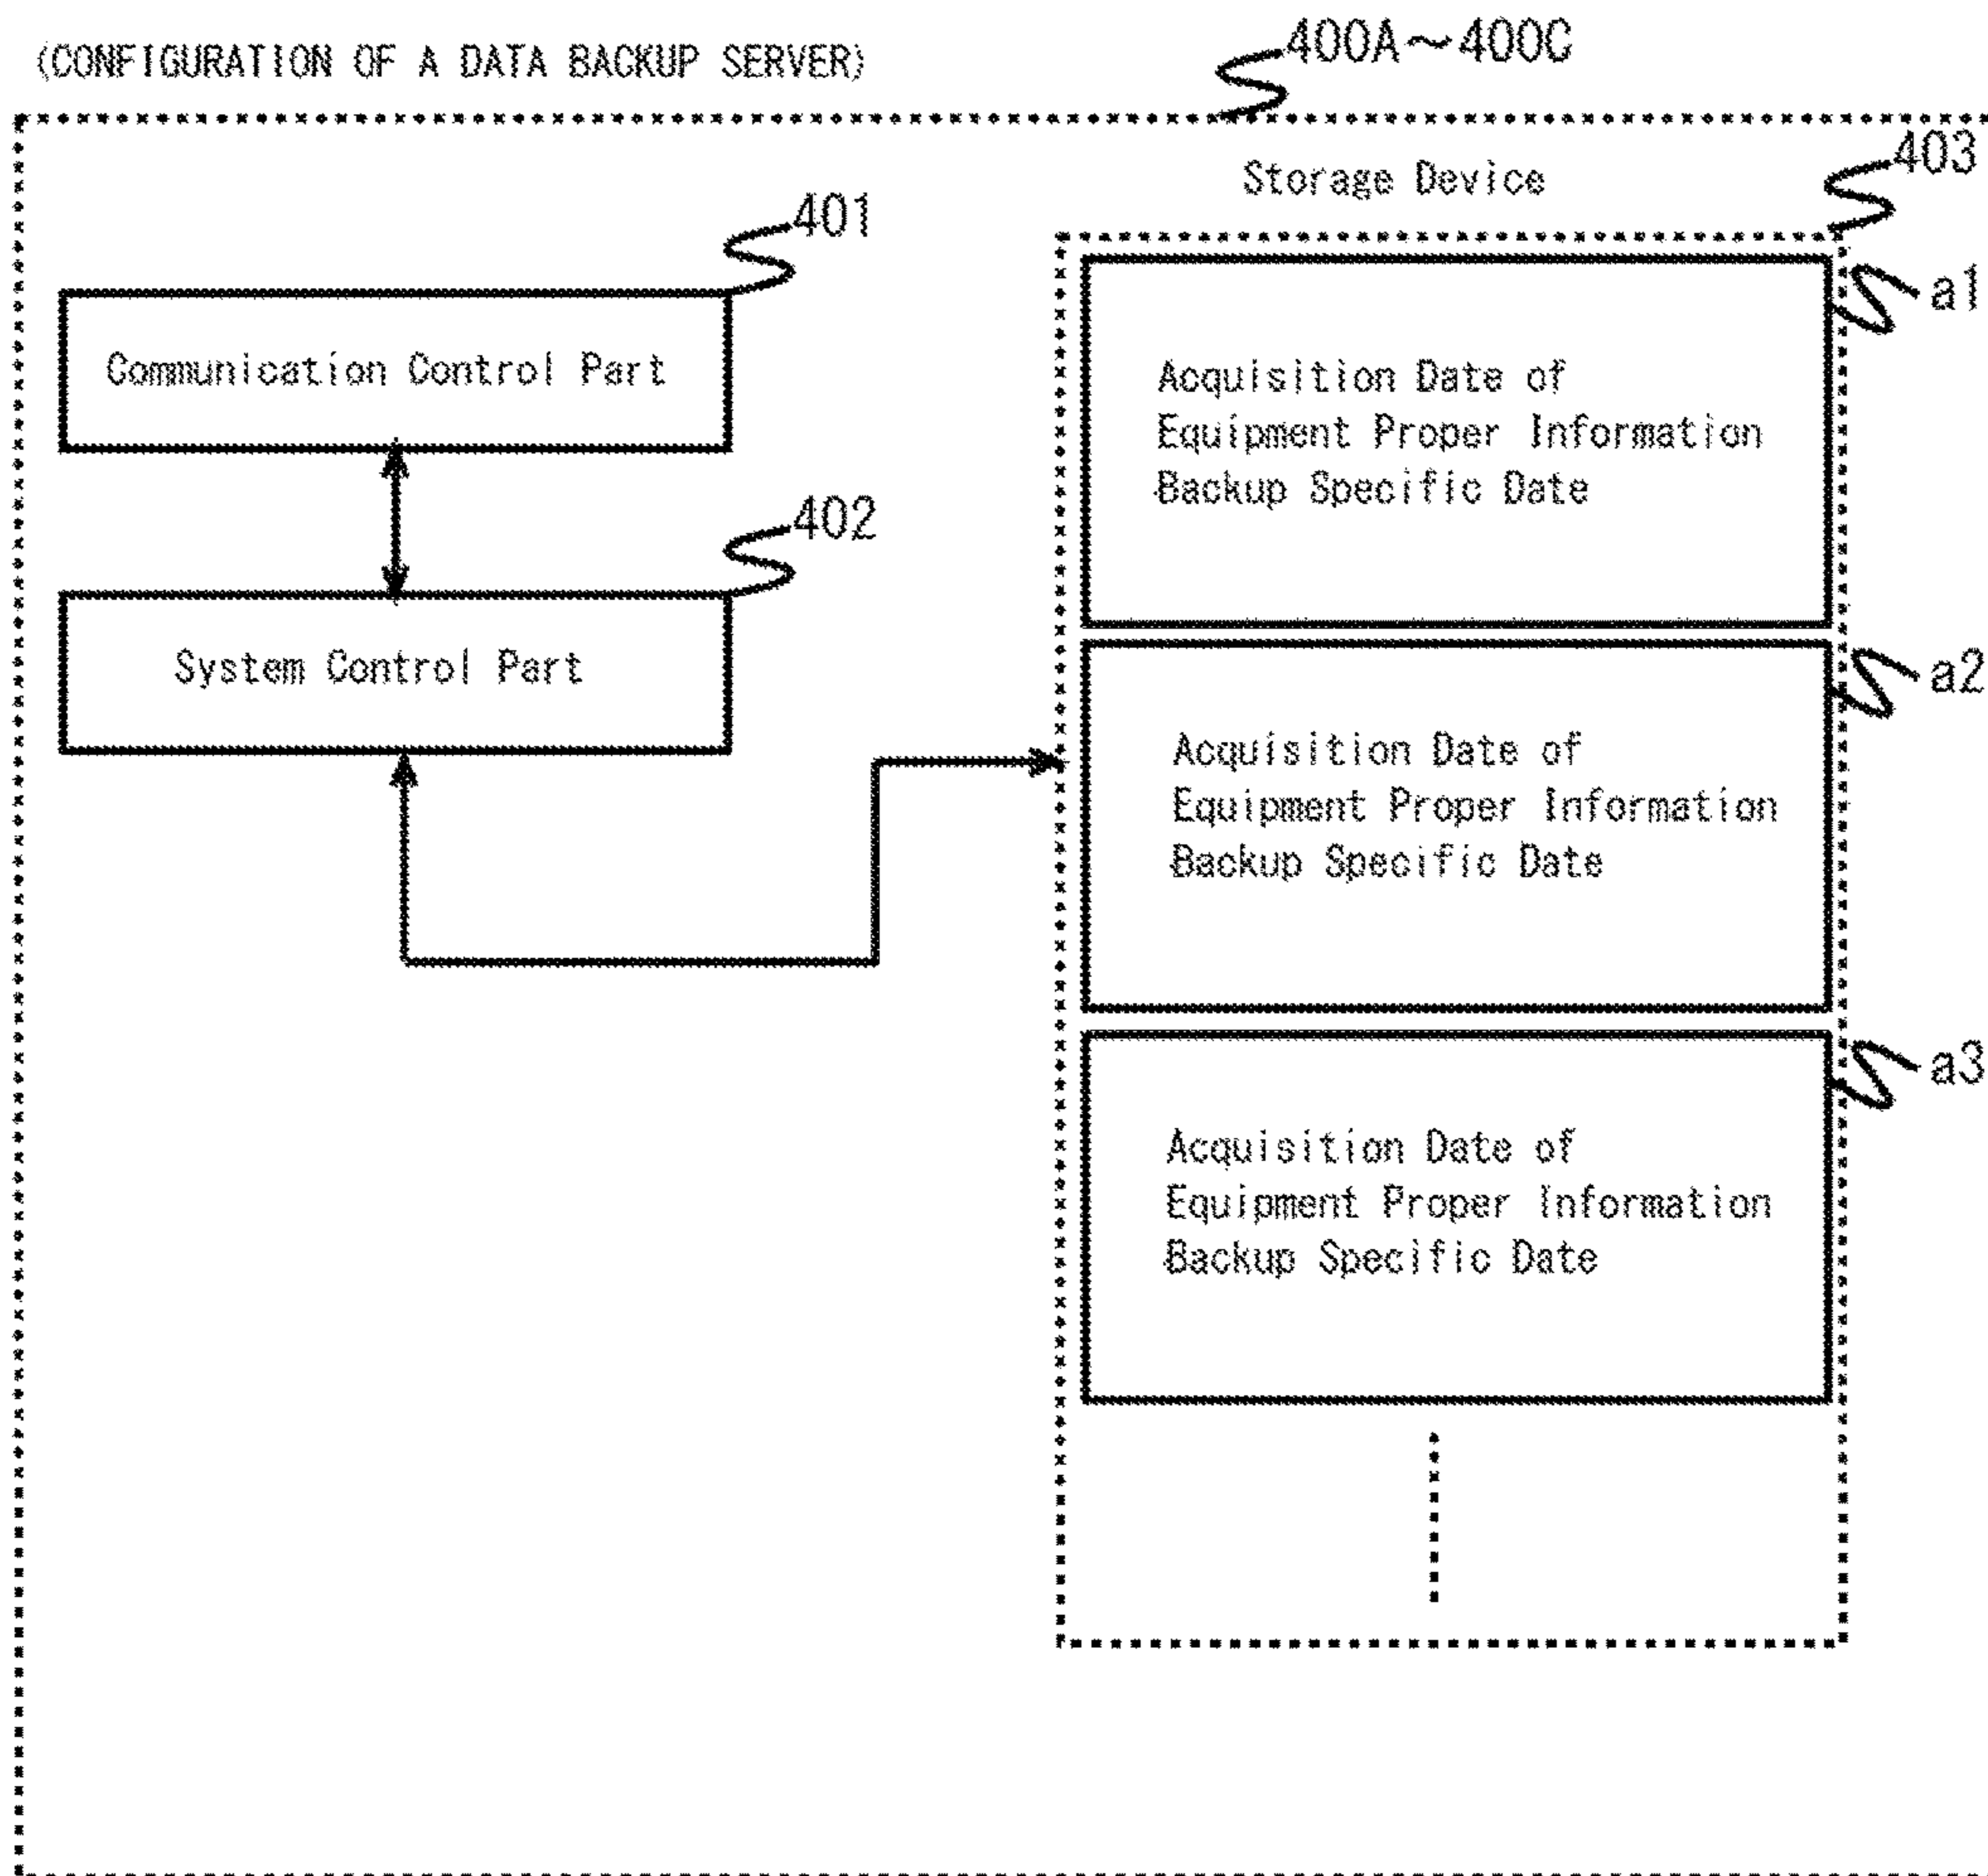 (CONFIGURATION OF A DATA BACKUP SERVER)
400A～400C
Storage Device
403
401
Communication Control Part
402
System Control Part
a1
Acquisition Date of
Equipment Proper Information
Backup Specific Date
a2
Acquisition Date of
Equipment Proper Information
Backup Specific Date
a3
Acquisition Date of
Equipment Proper Information
Backup Specific Date